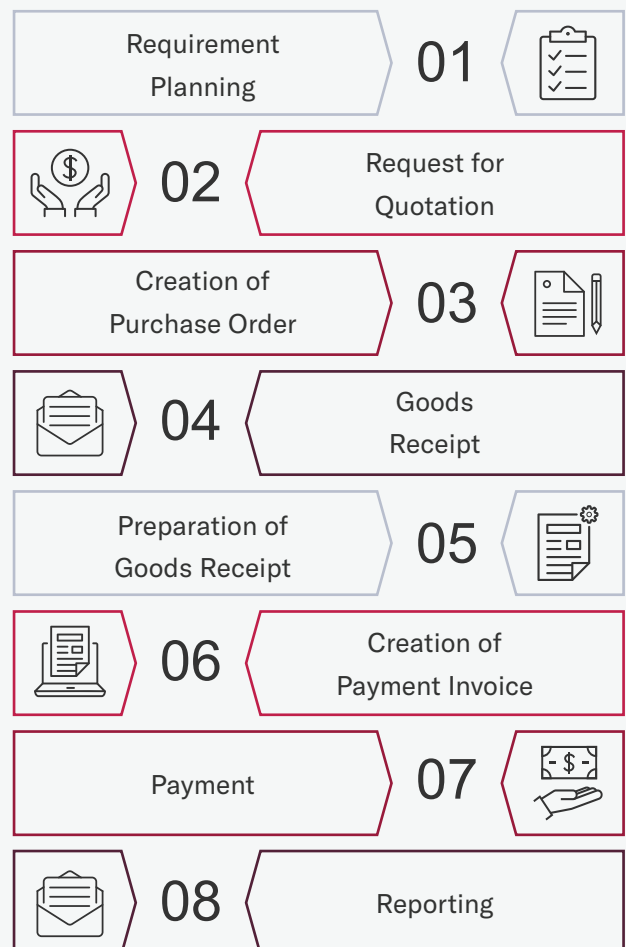 Requirement
Planning
01
02
Request for
Quotation
Creation of
Purchase Order
03
04
Goods
Receipt
Preparation of
Goods Receipt
05
06
Creation of
Payment Invoice
Payment
07
08
Reporting